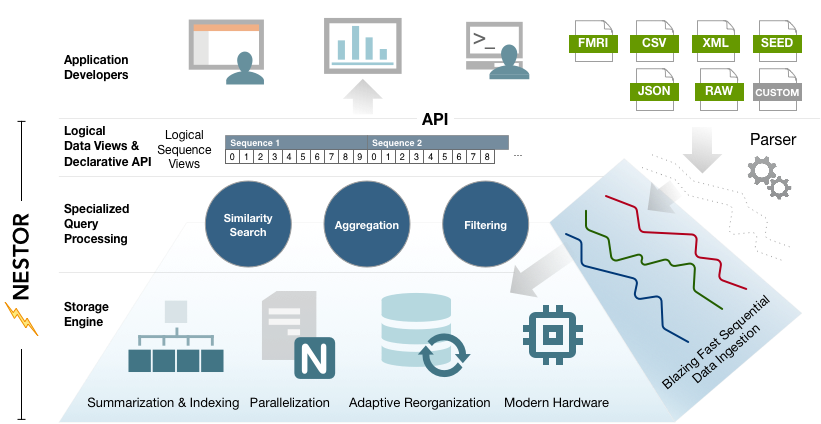 Application
Developers
>_
FMRI
CSV
XML
SEED
JSON
RAW
CUSTOM
API
Logical
Data Views &
Declarative API
Logical
Sequence
Views
Sequence 1
Sequence 2
0 1 2 3 4 5 6 7 8 9 0 1 2 3 4 5 6 7 8
...
Parser
NESTOR
Specialized
Query
Processing
Similarity
Search
Aggregation
Filtering
Storage
Engine
N
Blazing Fast Sequential
Data Ingestion
Summarization & Indexing
Parallelization
Adaptive Reorganization
Modern Hardware